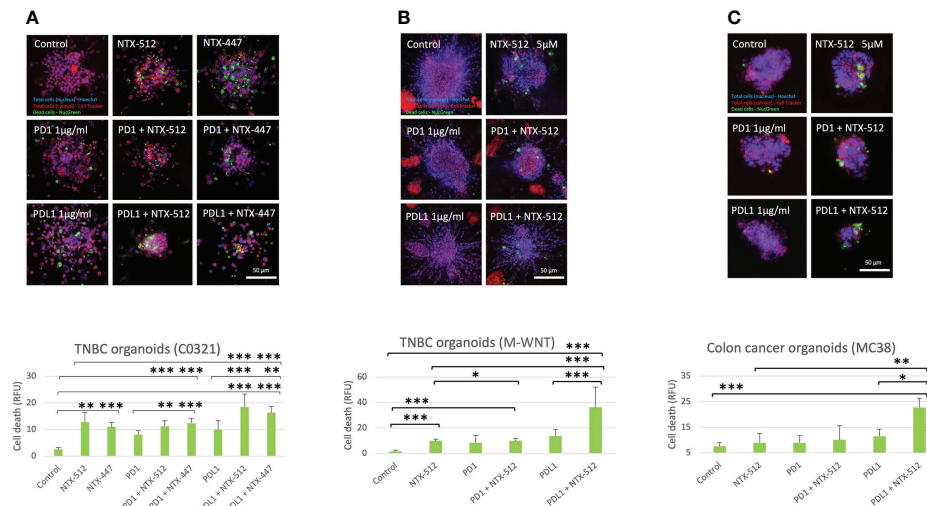 A
B
C
Control
NTX-512
NTX-447
Total cells (nucleus) - Hoechst
Total cells (cytosol) - Cell Tracker
Dead cells - NucGreen
PD1 1µg/ml
PD1 + NTX-512
PD1 + NTX-447
PDL1 1µg/ml
PDL1 + NTX-512
PDL1 + NTX-447
50 µm
Control
NTX-512 5µM
Dead cells - NucGreen
PD1 1µg/ml
PD1 + NTX-512
PDL1 1µg/ml
PDL1 + NTX-512
50 µm
Control
NTX-512 5µM
Total cells (nucleus) - Hoechst
Total cells (cytosol) - Cell Tracker
Dead cells - NucGreen
PD1 1µg/ml
PD1 + NTX-512
PDL1 1µg/ml
PDL1 + NTX-512
50 µm
TNBC organoids (C0321)
*** ***
*** *** *** **
*** ***
** *** ** ***
Cell death (RFU)
30
20
10
0
Control
NTX-512
NTX-447
PD1
PD1 + NTX-512
PD1 + NTX-447
PDL1
PDL1 + NTX-512
PDL1 + NTX-447
TNBC organoids (M-WNT)
***
***
* ***
***
***
Cell death (RFU)
60
40
20
0
Control
NTX-512
PD1
PD1 + NTX-512
PDL1
PDL1 + NTX-512
Colon cancer organoids (MC38)
**
*
***
Cell death (RFU)
25
15
5
Control
NTX-512
PD1
PD1 + NTX-512
PDL1
PDL1 + NTX-512